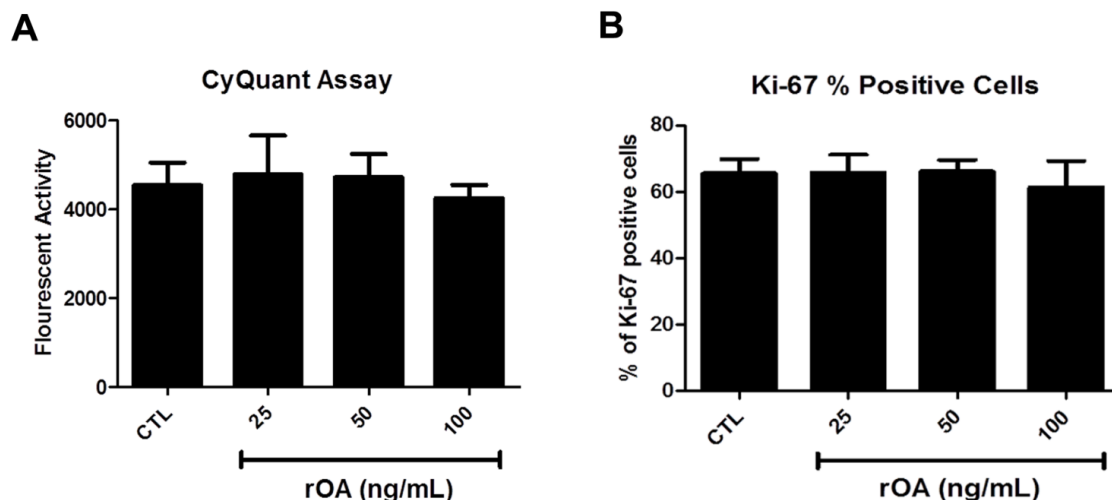 A
CyQuant Assay
Flourescent Activity
6000
4000
2000
0
CTL
25
50
100
rOA (ng/mL)
B
Ki-67 % Positive Cells
% of Ki-67 positive cells
80
60
40
20
0
CTL
25
50
100
rOA (ng/mL)